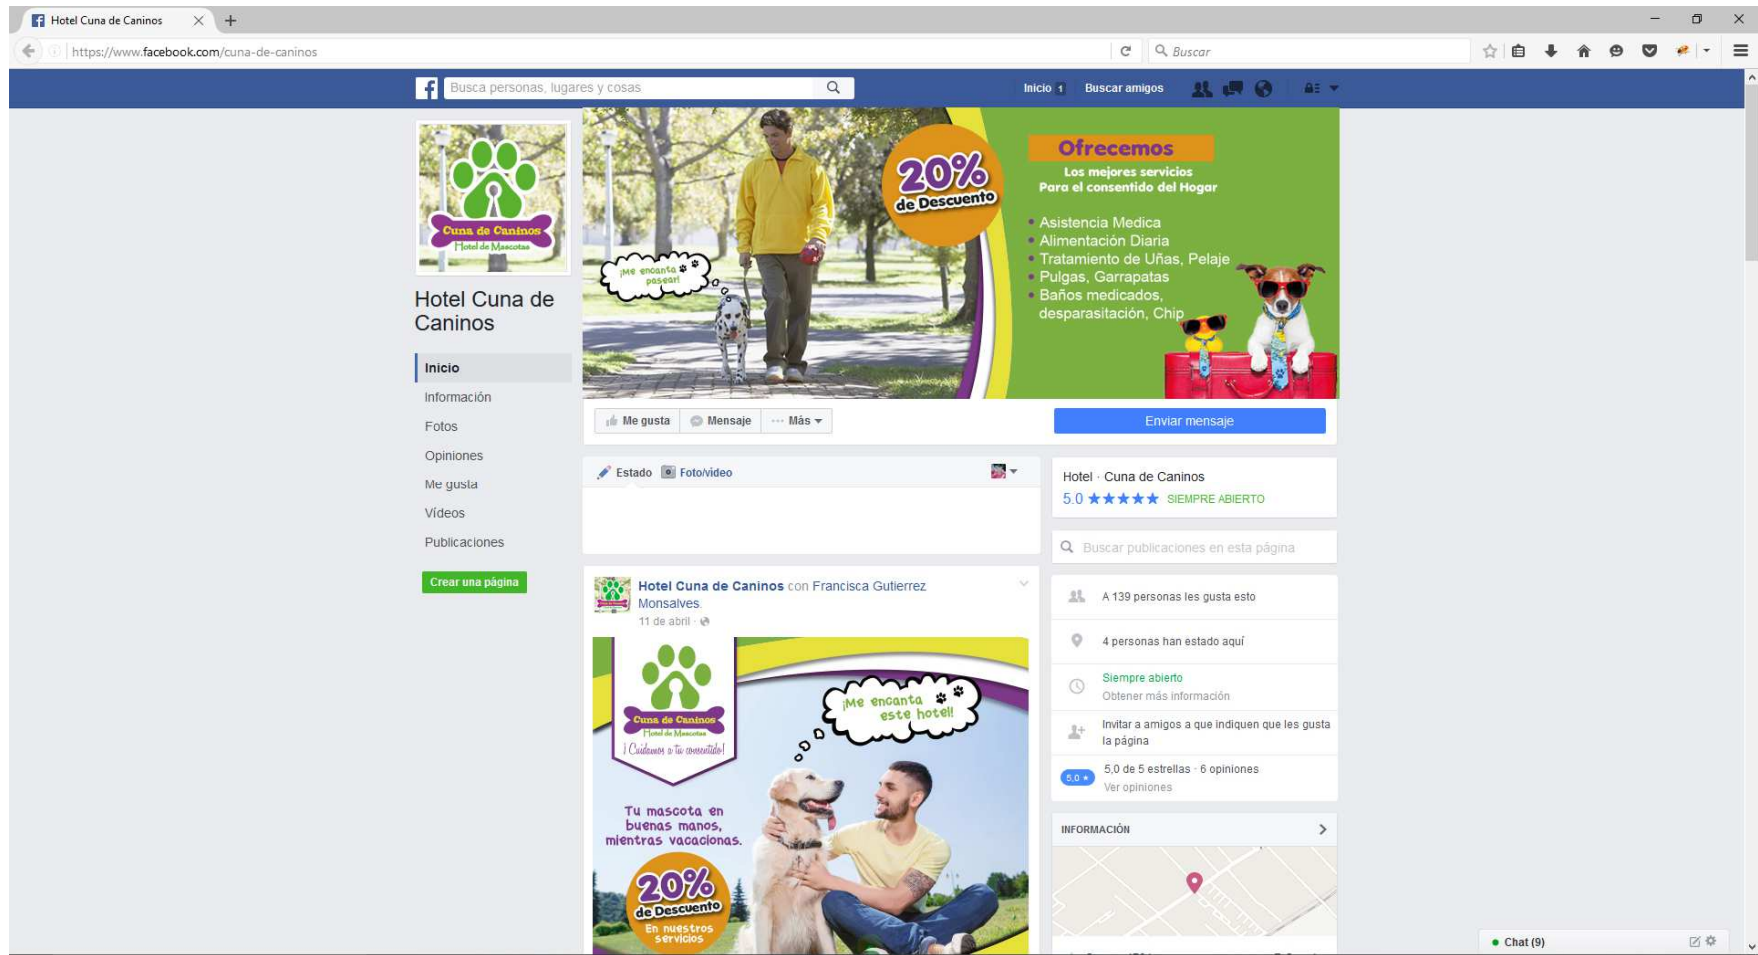 Hotel Cuna de Caninos
https://www.facebook.com/cuna-de-caninos
Buscar
Busca personas, lugares y cosas
Inicio 1
Buscar amigos
Cuna de Caninos
Hotel de Mascotas
Hotel Cuna de
Caninos
Inicio
Información
Fotos
Opiniones
Me gusta
Vídeos
Publicaciones
Crear una página
¡Me encanta
pasear!
20%
de Descuento
Ofrecemos
Los mejores servicios
Para el consentido del Hogar
• Asistencia Medica
• Alimentación Diaria
• Tratamiento de Uñas, Pelaje
• Pulgas, Garrapatas
• Baños medicados,
desparasitación, Chip
Me gusta
Mensaje
Más
Enviar mensaje
Estado
Foto/video
Hotel Cuna de Caninos con Francisca Gutierrez
Monsalves.
11 de abril ·
Cuna de Caninos
Hotel de Mascotas
¡Cuidamos a tu consentido!
¡Me encanta
este hotel!
Tu mascota en
buenas manos,
mientras vacacionas.
20%
de Descuento
En nuestros
servicios
Hotel · Cuna de Caninos
5.0 ★★★★★ SIEMPRE ABIERTO
Buscar publicaciones en esta página
A 139 personas les gusta esto
4 personas han estado aquí
Siempre abierto
Obtener más información
Invitar a amigos a que indiquen que les gusta
la página
5,0 ★
5,0 de 5 estrellas · 6 opiniones
Ver opiniones
INFORMACIÓN
Chat (9)